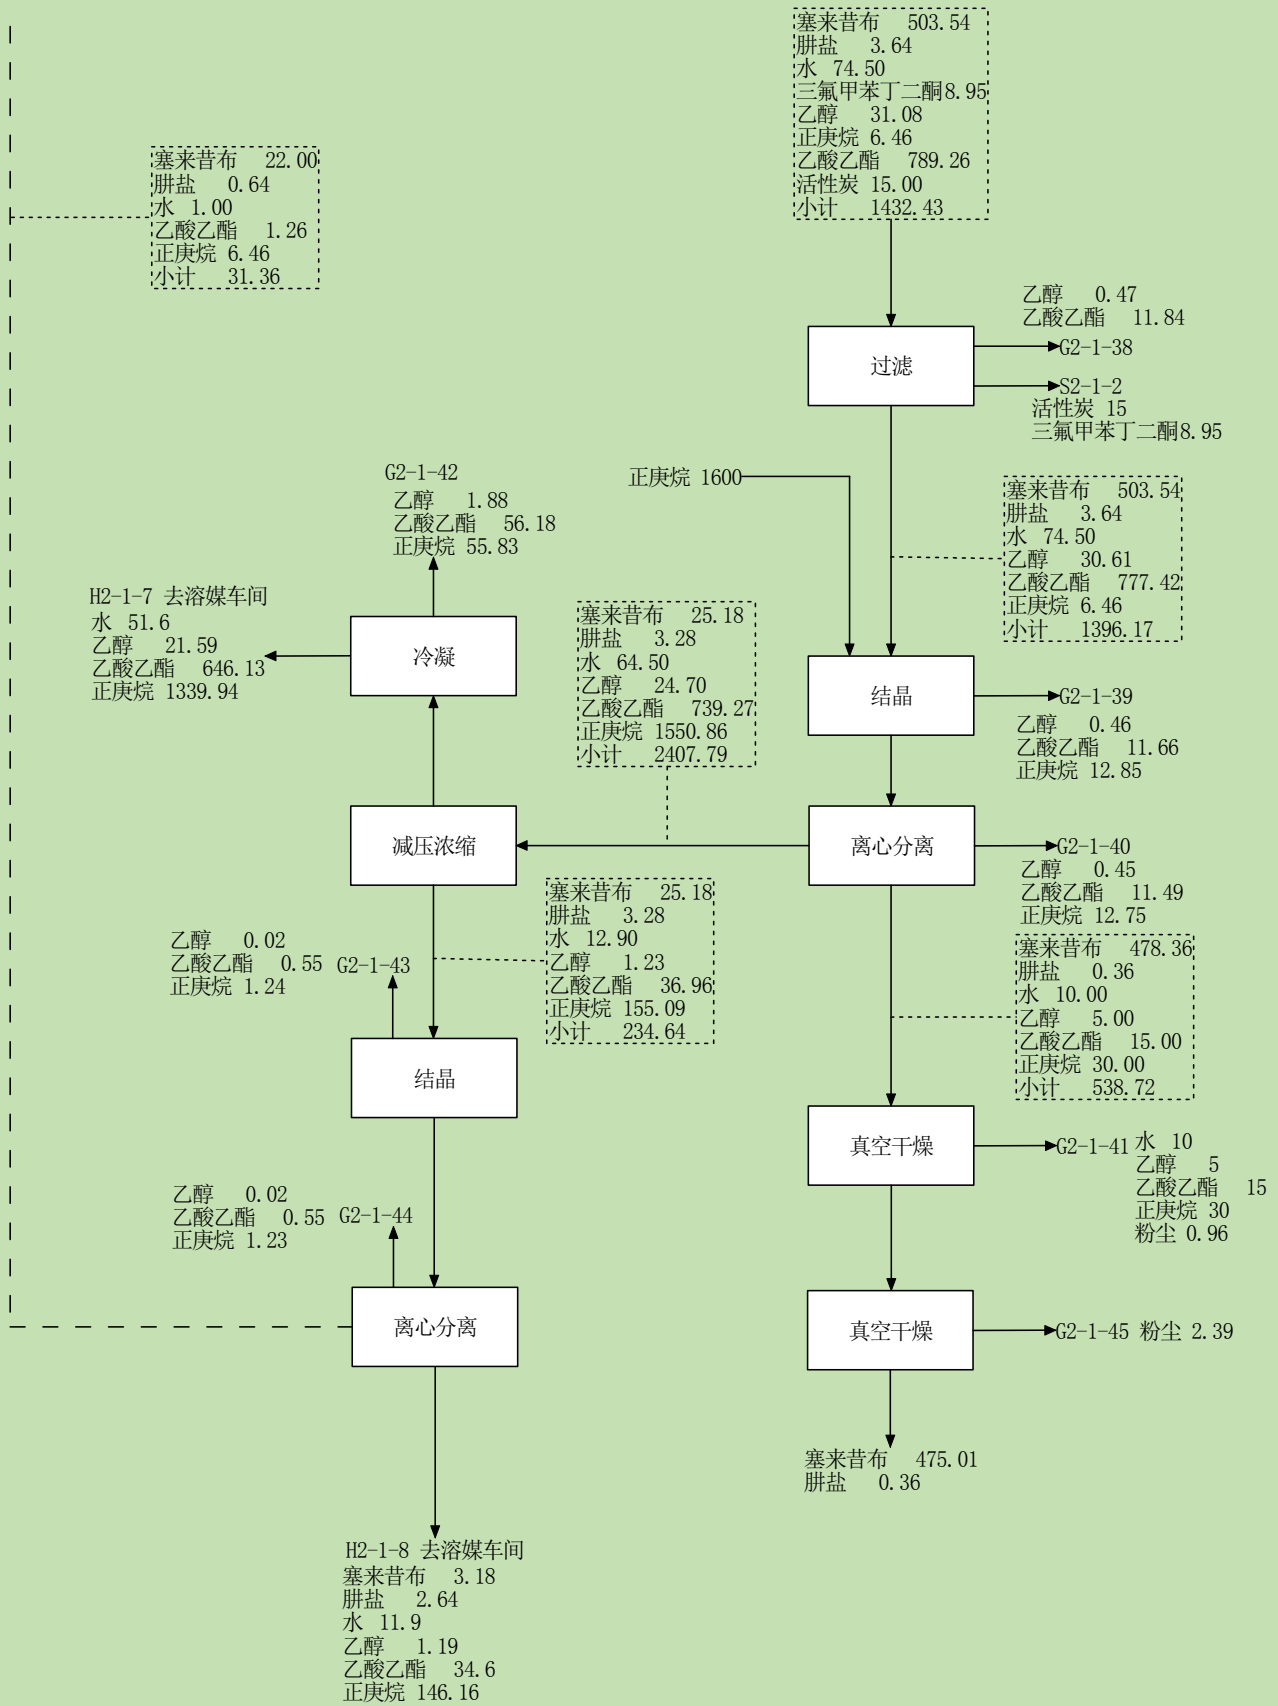 塞来昔布 503.54
肼盐 3.64
水 74.50
三氟甲苯丁二酮8.95
乙醇 31.08
正庚烷 6.46
乙酸乙酯 789.26
活性炭 15.00
小计 1432.43
塞来昔布 22.00
肼盐 0.64
水 1.00
乙酸乙酯 1.26
正庚烷 6.46
小计 31.36
乙醇 0.47
乙酸乙酯 11.84
G2-1-38
过滤
S2-1-2
活性炭 15
三氟甲苯丁二酮8.95
正庚烷 1600
塞来昔布 503.54
肼盐 3.64
水 74.50
乙醇 30.61
乙酸乙酯 777.42
正庚烷 6.46
小计 1396.17
G2-1-42
乙醇 1.88
乙酸乙酯 56.18
正庚烷 55.83
H2-1-7 去溶媒车间
水 51.6
乙醇 21.59
乙酸乙酯 646.13
正庚烷 1339.94
冷凝
塞来昔布 25.18
肼盐 3.28
水 64.50
乙醇 24.70
乙酸乙酯 739.27
正庚烷 1550.86
小计 2407.79
结晶
G2-1-39
乙醇 0.46
乙酸乙酯 11.66
正庚烷 12.85
减压浓缩
离心分离
G2-1-40
乙醇 0.45
乙酸乙酯 11.49
正庚烷 12.75
塞来昔布 25.18
肼盐 3.28
水 12.90
乙醇 1.23
乙酸乙酯 36.96
正庚烷 155.09
小计 234.64
塞来昔布 478.36
肼盐 0.36
水 10.00
乙醇 5.00
乙酸乙酯 15.00
正庚烷 30.00
小计 538.72
乙醇 0.02
乙酸乙酯 0.55
正庚烷 1.24
G2-1-43
结晶
真空干燥
G2-1-41
水 10
乙醇 5
乙酸乙酯 15
正庚烷 30
粉尘 0.96
乙醇 0.02
乙酸乙酯 0.55
正庚烷 1.23
G2-1-44
离心分离
真空干燥
G2-1-45 粉尘 2.39
塞来昔布 475.01
肼盐 0.36
H2-1-8 去溶媒车间
塞来昔布 3.18
肼盐 2.64
水 11.9
乙醇 1.19
乙酸乙酯 34.6
正庚烷 146.16